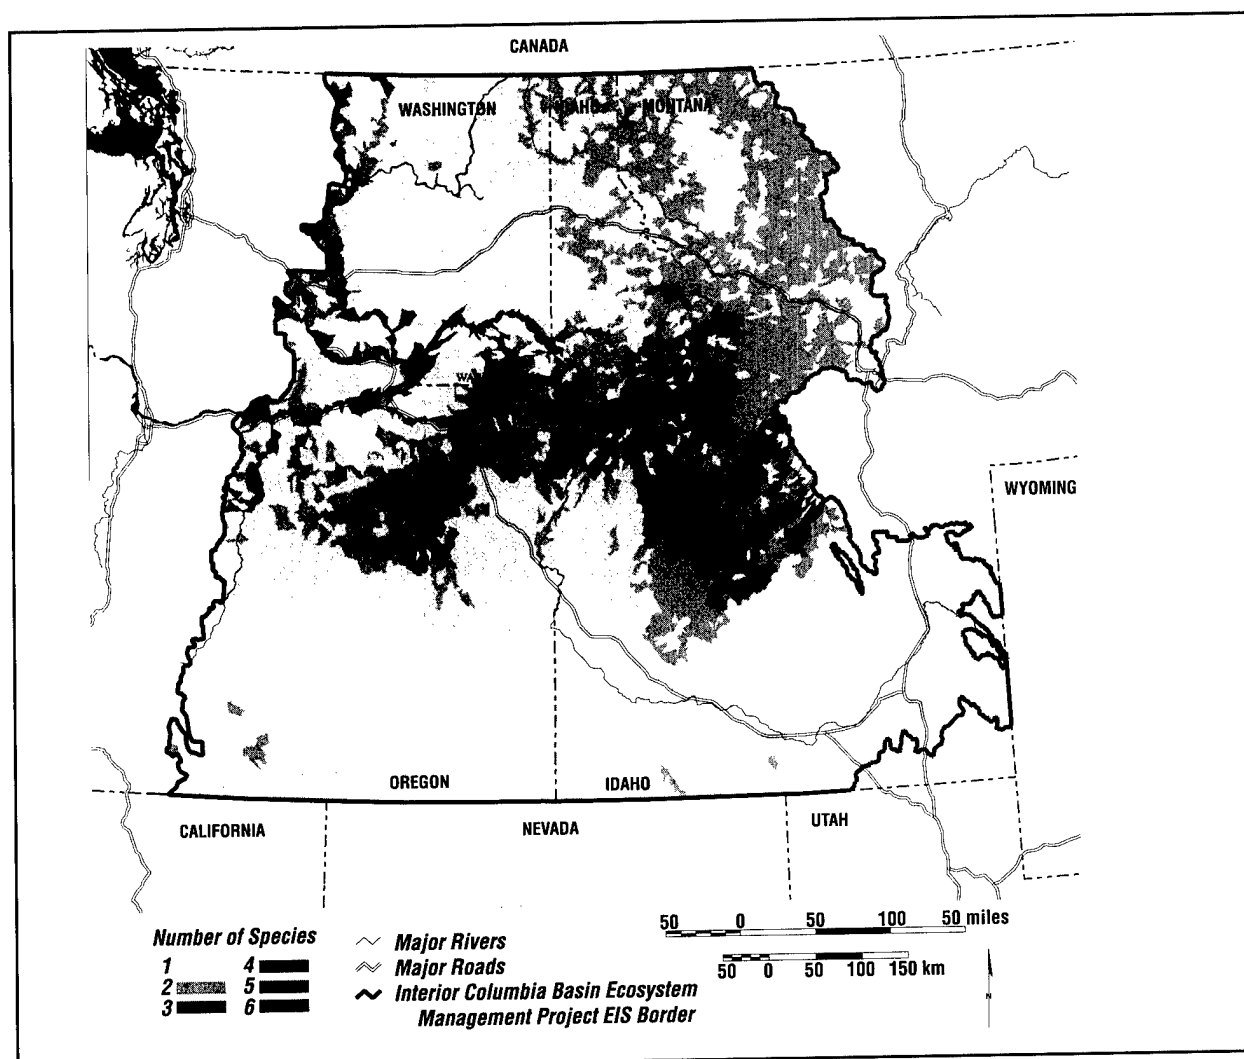 CANADA
WASHINGTON
IDAHO
MONTANA
WA
WYOMING
OREGON
IDAHO
CALIFORNIA
NEVADA
UTAH
Number of Species
1
2
3
4
5
6
Major Rivers
Major Roads
Interior Columbia Basin Ecosystem
Management Project EIS Border
50 0 50 100 50 miles
50 0 50 100 150 km
N